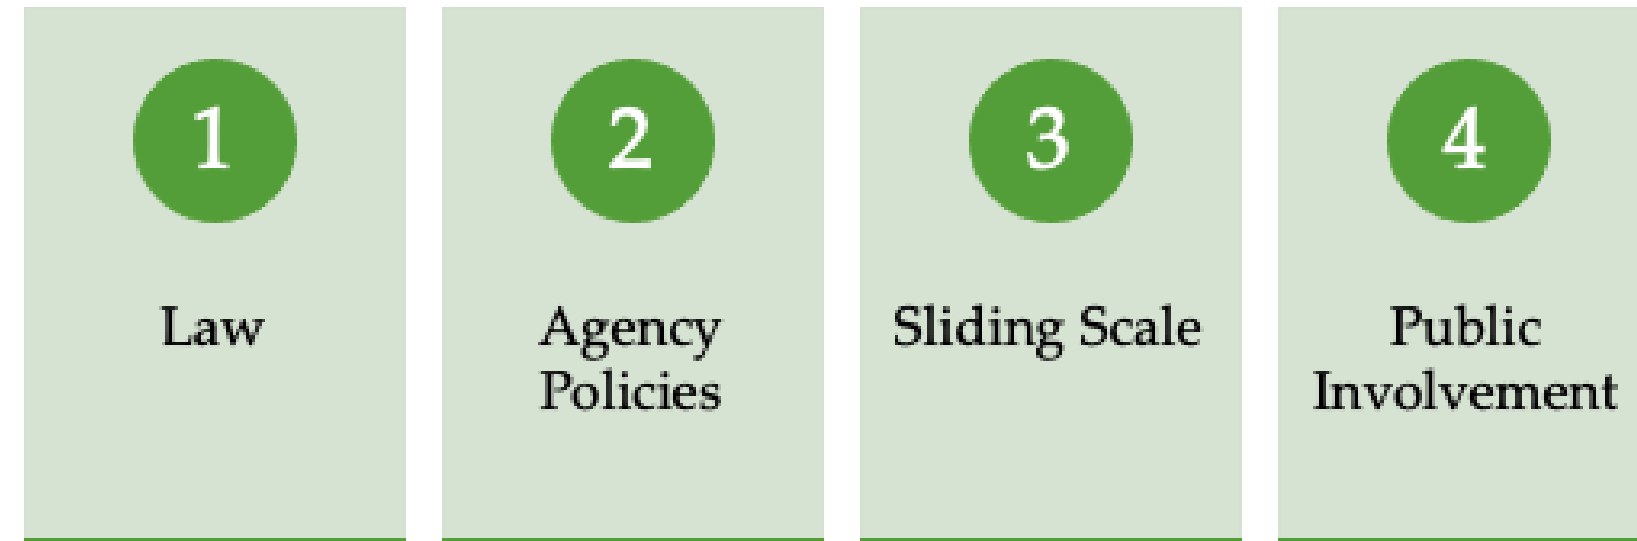 1
Law
2
Agency
Policies
3
Sliding Scale
4
Public
Involvement